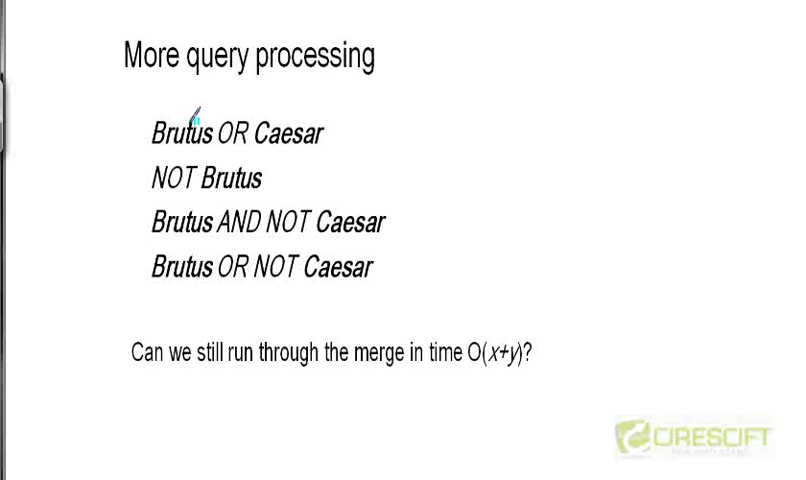 More query processing
Brutus OR Caesar
NOT Brutus
Brutus AND NOT Caesar
Brutus OR NOT Caesar
Can we still run through the merge in time O(x+y)?